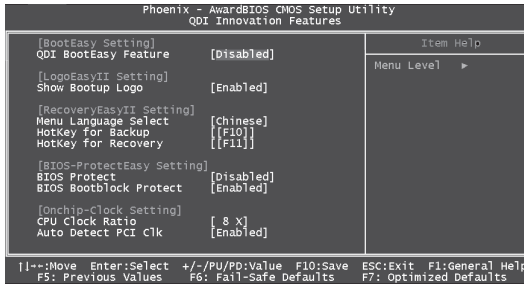 Phoenix - AwardBIOS CMOS Setup Utility
QDI Innovation Features
[BootEasy Setting]
QDI BootEasy Feature [Disabled]
[LogoEasyII Setting]
Show Bootup Logo [Enabled]
[RecoveryEasyII Setting]
Menu Language Select [Chinese]
HotKey for Backup [[F10]]
HotKey for Recovery [[F11]]
[BIOS-ProtectEasy Setting]
BIOS Protect [Disabled]
BIOS Bootblock Protect [Enabled]
[Onchip-Clock Setting]
CPU Clock Ratio [ 8 X]
Auto Detect PCI Clk [Enabled]
Item Help
Menu Level ►
↑↓→←:Move Enter:Select +/-/PU/PD:Value F10:Save ESC:Exit F1:General Help
F5: Previous Values F6: Fail-Safe Defaults F7: Optimized Defaults